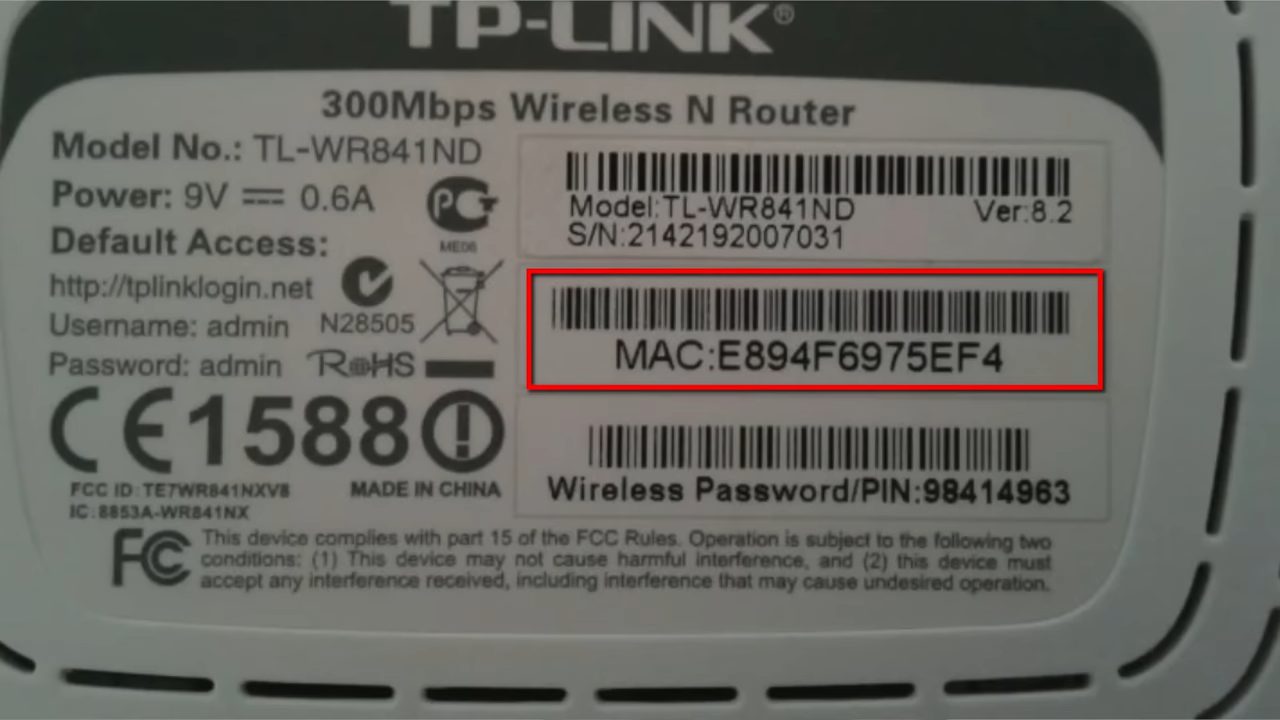 TP-LINK®
300Mbps Wireless N Router
Model No.: TL-WR841ND
Power: 9V 0.6A
Default Access:
http://tplinklogin.net
Username: admin
Password: admin
PCT
ME06
N28505
RoHS
CE1588
FCC ID:TE7WR841NXV8
IC:8853A-WR841NX
MADE IN CHINA
Model:TL-WR841ND Ver:8.2
S/N:2142192007031
MAC:E894F6975EF4
Wireless Password/PIN:98414963
FC This device complies with part 15 of the FCC Rules. Operation is subject to the following two
conditions: (1) This device may not cause harmful interference, and (2) this device must
accept any interference received, including interference that may cause undesired operation.